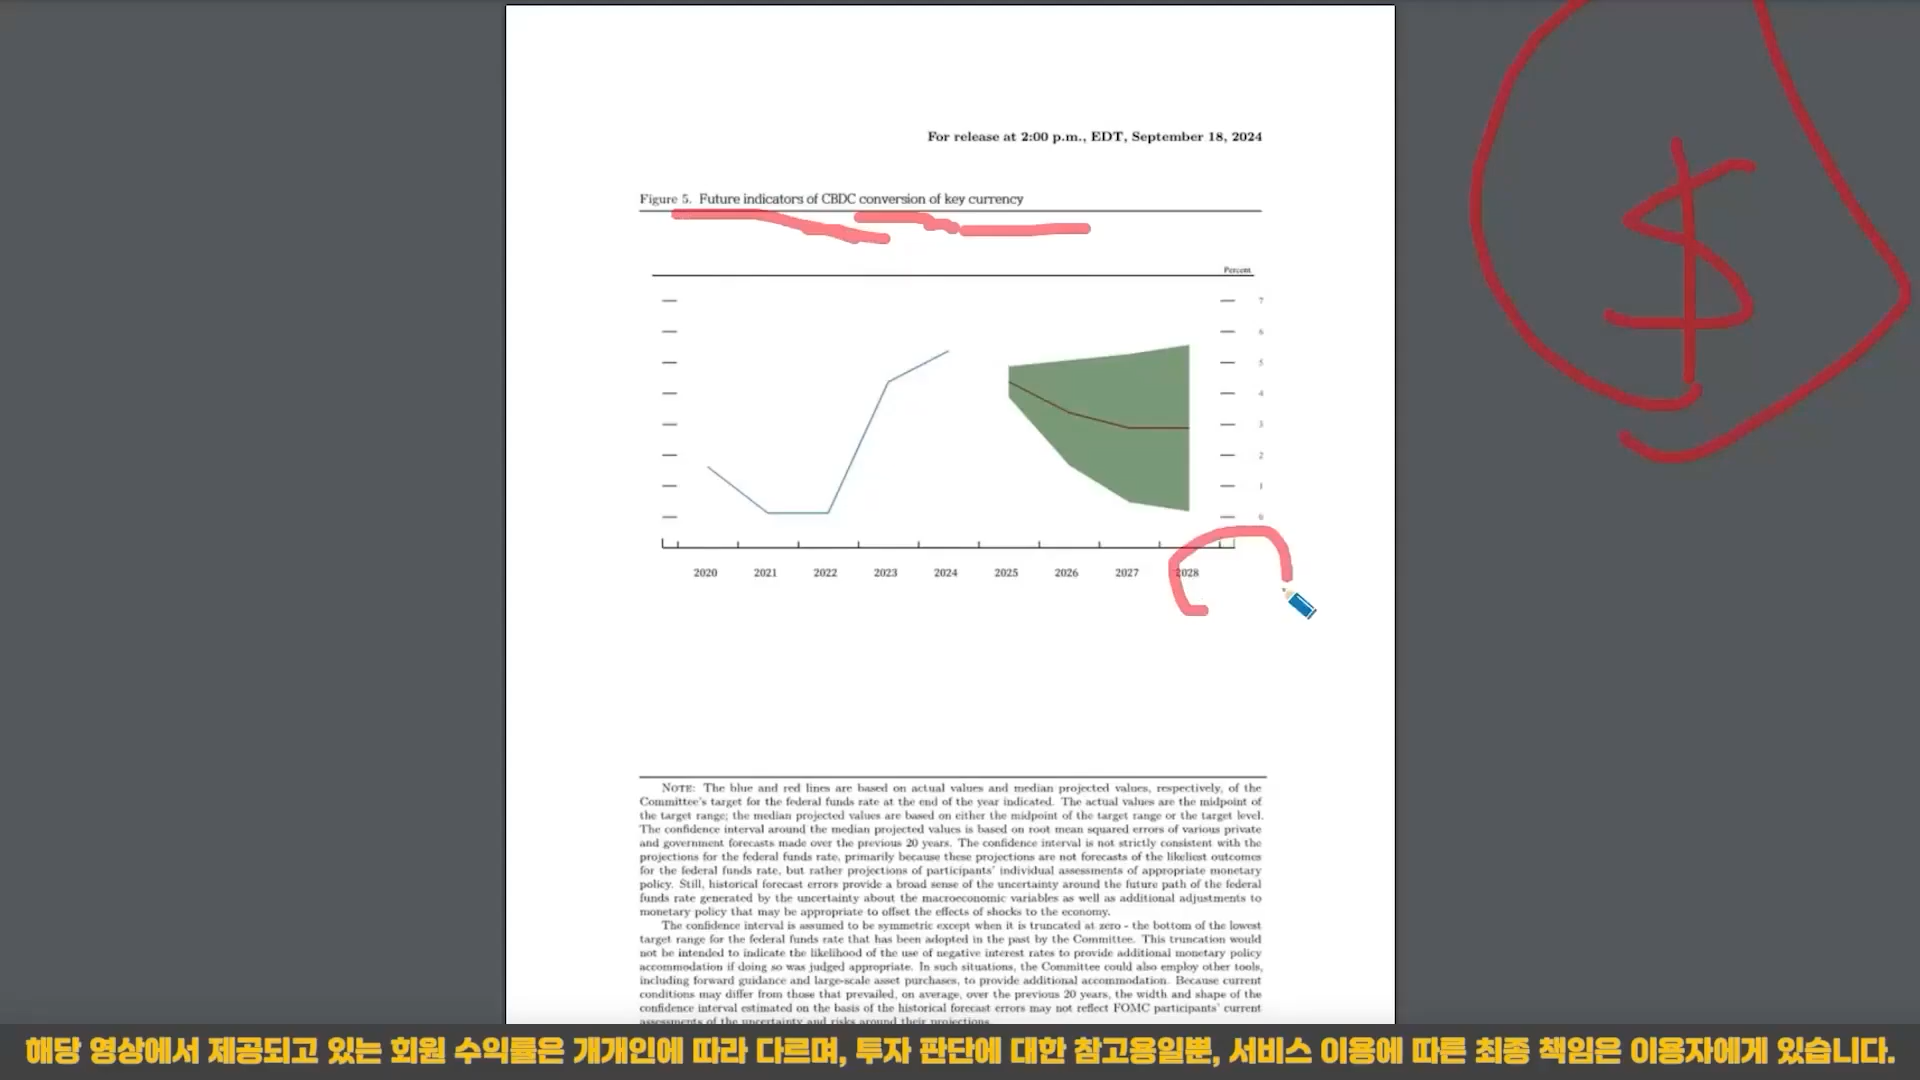 For release at 2:00 p.m., EDT, September 18, 2024
Figure 5. Future indicators of CBDC conversion of key currency
Percent
7
6
5
4
3
2
1
0
2020 2021 2022 2023 2024 2025 2026 2027 2028
$
NOTE: The blue and red lines are based on actual values and median projected values, respectively, of the
Committee's target for the federal funds rate at the end of the year indicated. The actual values are the midpoint of
the target range; the median projected values are based on either the midpoint of the target range or the target level.
The confidence interval around the median projected values is based on root mean squared errors of various private
and government forecasts made over the previous 20 years. The confidence interval is not strictly consistent with the
projections for the federal funds rate, primarily because these projections are not forecasts of the likeliest outcomes
for the federal funds rate, but rather projections of participants' individual assessments of appropriate monetary
policy. Still, historical forecast errors provide a broad sense of the uncertainty around the future path of the federal
funds rate generated by the uncertainty about the macroeconomic variables as well as additional adjustments to
monetary policy that may be appropriate to offset the effects of shocks to the economy.
The confidence interval is assumed to be symmetric except when it is truncated at zero - the bottom of the lowest
target range for the federal funds rate that has been adopted in the past by the Committee. This truncation would
not be intended to indicate the likelihood of the use of negative interest rates to provide additional monetary policy
accommodation if doing so was judged appropriate. In such situations, the Committee could also employ other tools,
including forward guidance and large-scale asset purchases, to provide additional accommodation. Because current
conditions may differ from those that prevailed, on average, over the previous 20 years, the width and shape of the
confidence interval estimated on the basis of the historical forecast errors may not reflect FOMC participants' current
assessments of the uncertainty and risks around their projections.
해당 영상에서 제공되고 있는 회원 수익률은 개개인에 따라 다르며, 투자 판단에 대한 참고용일뿐, 서비스 이용에 따른 최종 책임은 이용자에게 있습니다.